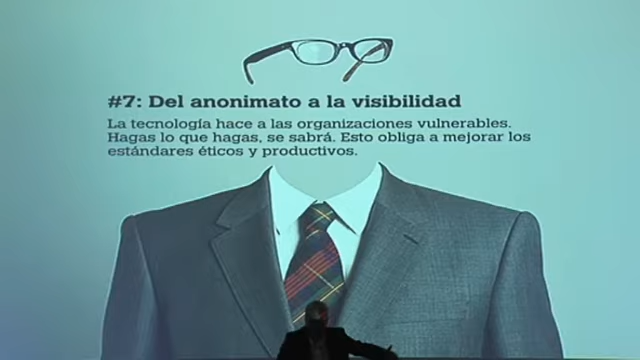 #7: Del anonimato a la visibilidad
La tecnología hace a las organizaciones vulnerables.
Hagas lo que hagas, se sabrá. Esto obliga a mejorar los
estándares éticos y productivos.